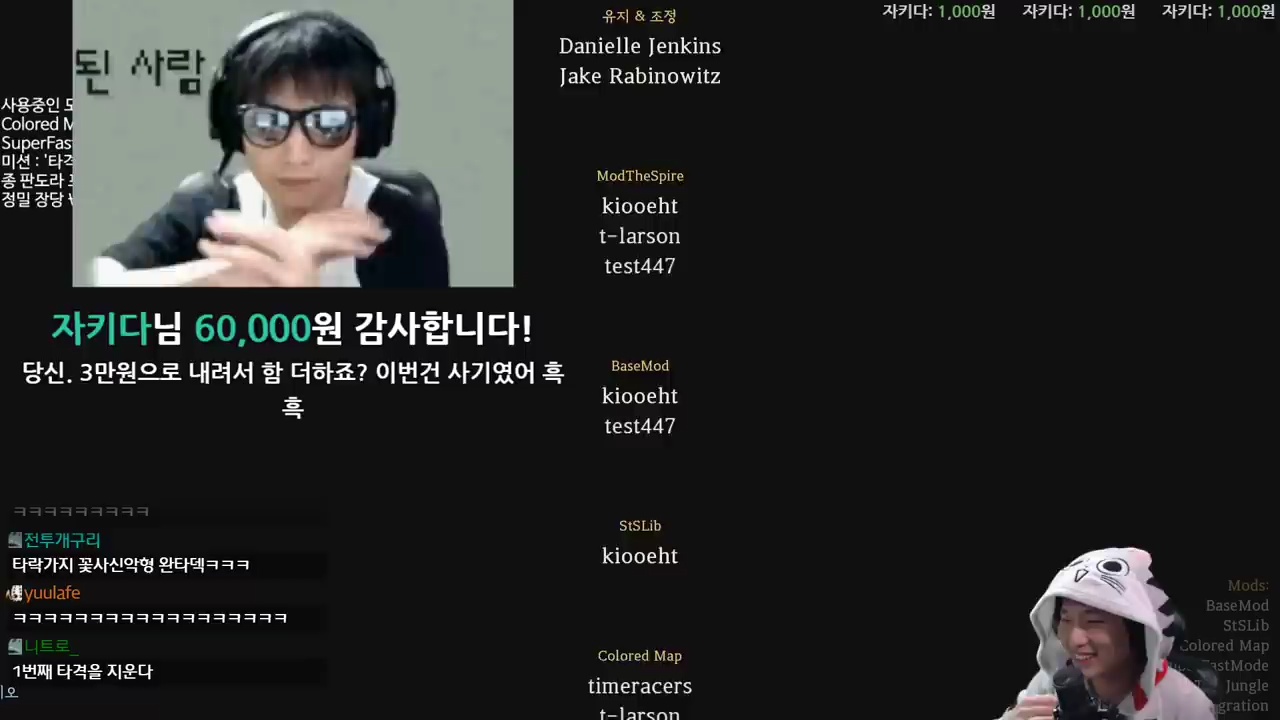 유지 & 조정
Danielle Jenkins
Jake Rabinowitz
자키다: 1,000원 자키다: 1,000원 자키다: 1,000원
된 사람
사용중인
Colored
SuperFas
미션 : '타격
종 판도라
정밀 장당
ModTheSpire
kiooeht
t-larson
test447
자키다님 60,000원 감사합니다!
당신. 3만원으로 내려서 함 더하죠? 이번건 사기였어 흑
흑
BaseMod
kiooeht
test447
StSLib
kiooeht
ㅋㅋㅋㅋㅋㅋㅋㅋㅋ
전투개구리
타락가지 꽃사신악형 완타덱ㅋㅋㅋ
yuulafe
ㅋㅋㅋㅋㅋㅋㅋㅋㅋㅋㅋㅋㅋㅋㅋㅋㅋㅋ
니트로_
1번째 타격을 지운다
Colored Map
timeracers
t-larson
Mods:
BaseMod
StSLib
Colored Map
FastMode
Jungle
gration